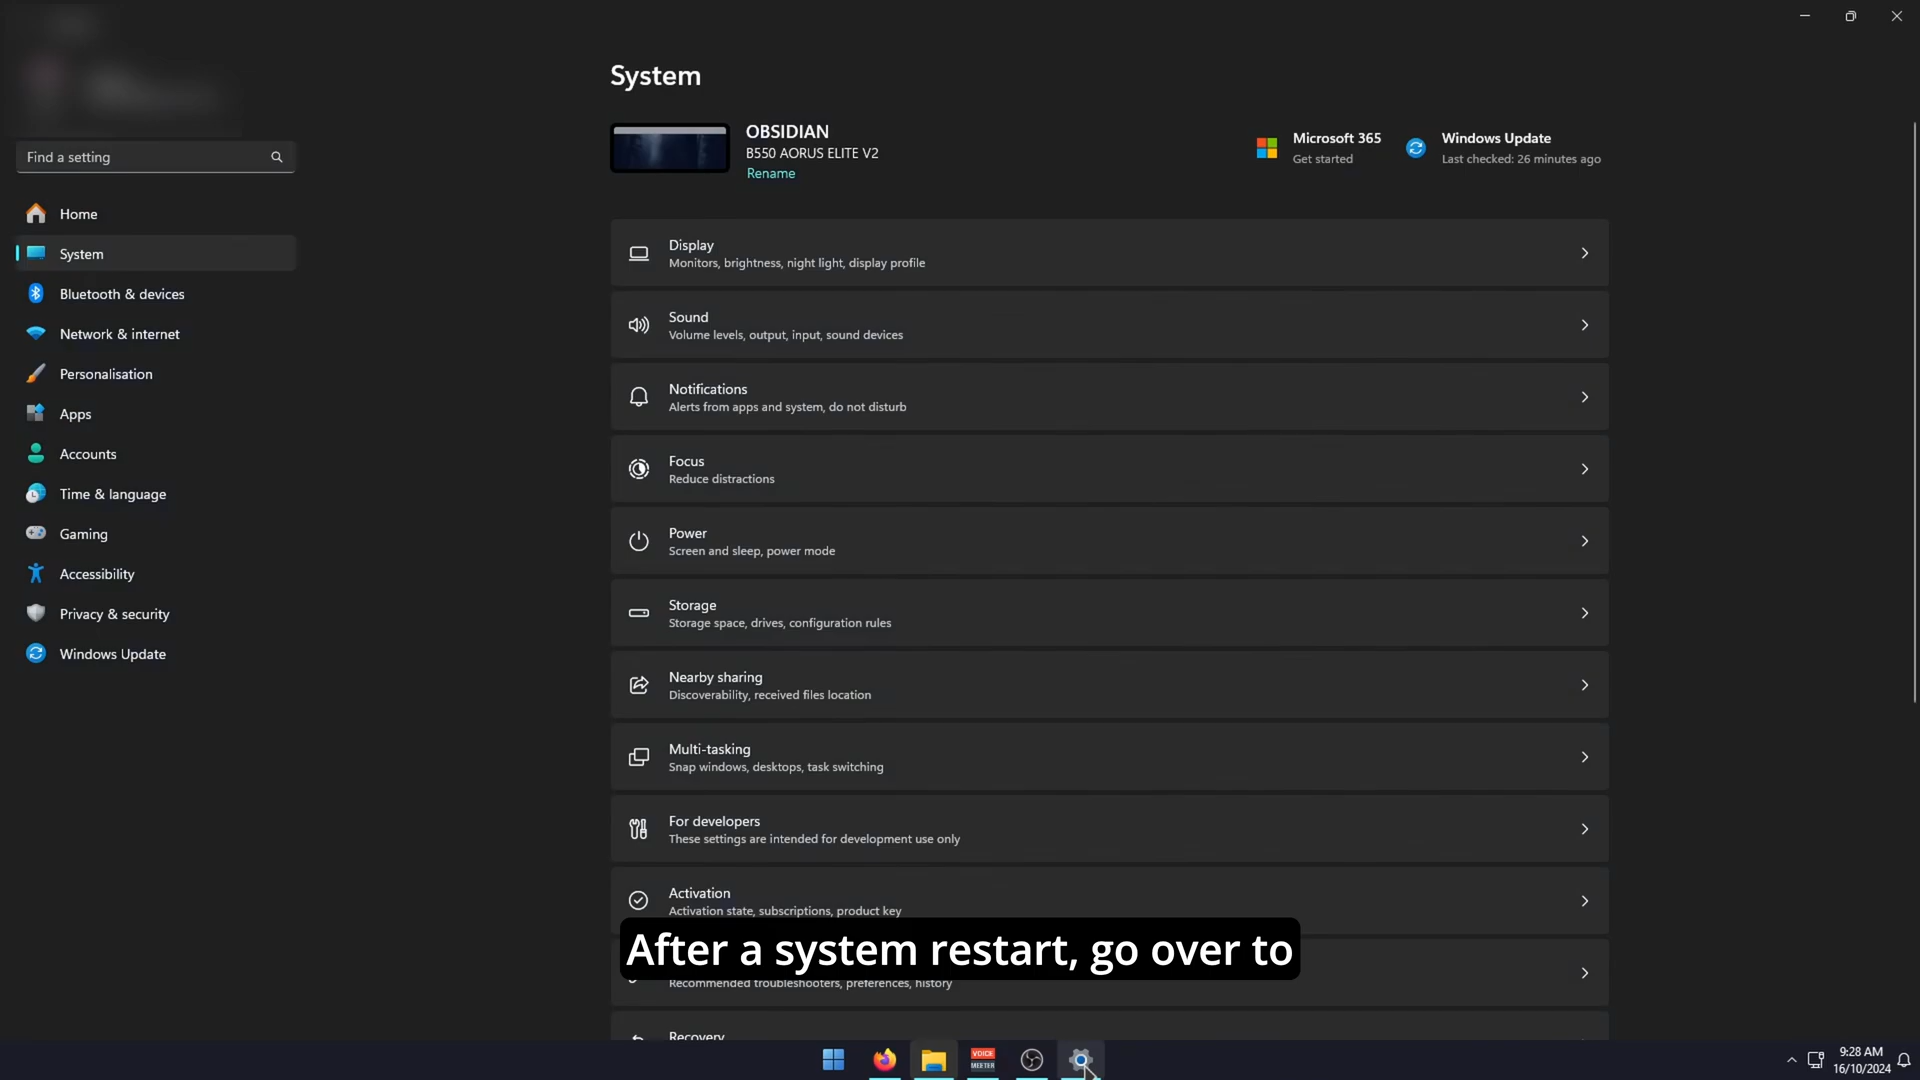 System
OBSIDIAN
B550 AORUS ELITE V2
Rename
Microsoft 365
Get started
Windows Update
Last checked: 26 minutes ago
Find a setting
Home
System
Bluetooth & devices
Network & internet
Personalisation
Apps
Accounts
Time & language
Gaming
Accessibility
Privacy & security
Windows Update
Display
Monitors, brightness, night light, display profile
Sound
Volume levels, output, input, sound devices
Notifications
Alerts from apps and system, do not disturb
Focus
Reduce distractions
Power
Screen and sleep, power mode
Storage
Storage space, drives, configuration rules
Nearby sharing
Discoverability, received files location
Multi-tasking
Snap windows, desktops, task switching
For developers
These settings are intended for development use only
Activation
Activation state, subscriptions, product key
After a system restart, go over to
Recommended troubleshooters, preferences, history
Recovery
VOICE
MEETER
9:28 AM
16/10/2024